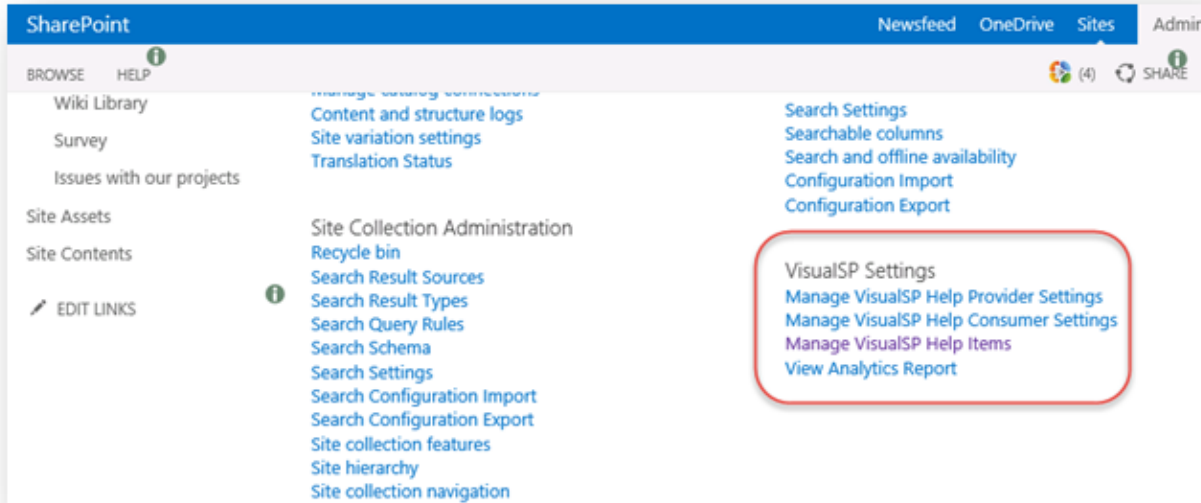 SharePoint
Newsfeed OneDrive Sites Admin
BROWSE HELP
(4) SHARE
Wiki Library
Survey
Issues with our projects
Site Assets
Site Contents
EDIT LINKS
Manage catalog connections
Content and structure logs
Site variation settings
Translation Status
Site Collection Administration
Recycle bin
Search Result Sources
Search Result Types
Search Query Rules
Search Schema
Search Settings
Search Configuration Import
Search Configuration Export
Site collection features
Site hierarchy
Site collection navigation
Search Settings
Searchable columns
Search and offline availability
Configuration Import
Configuration Export
VisualSP Settings
Manage VisualSP Help Provider Settings
Manage VisualSP Help Consumer Settings
Manage VisualSP Help Items
View Analytics Report